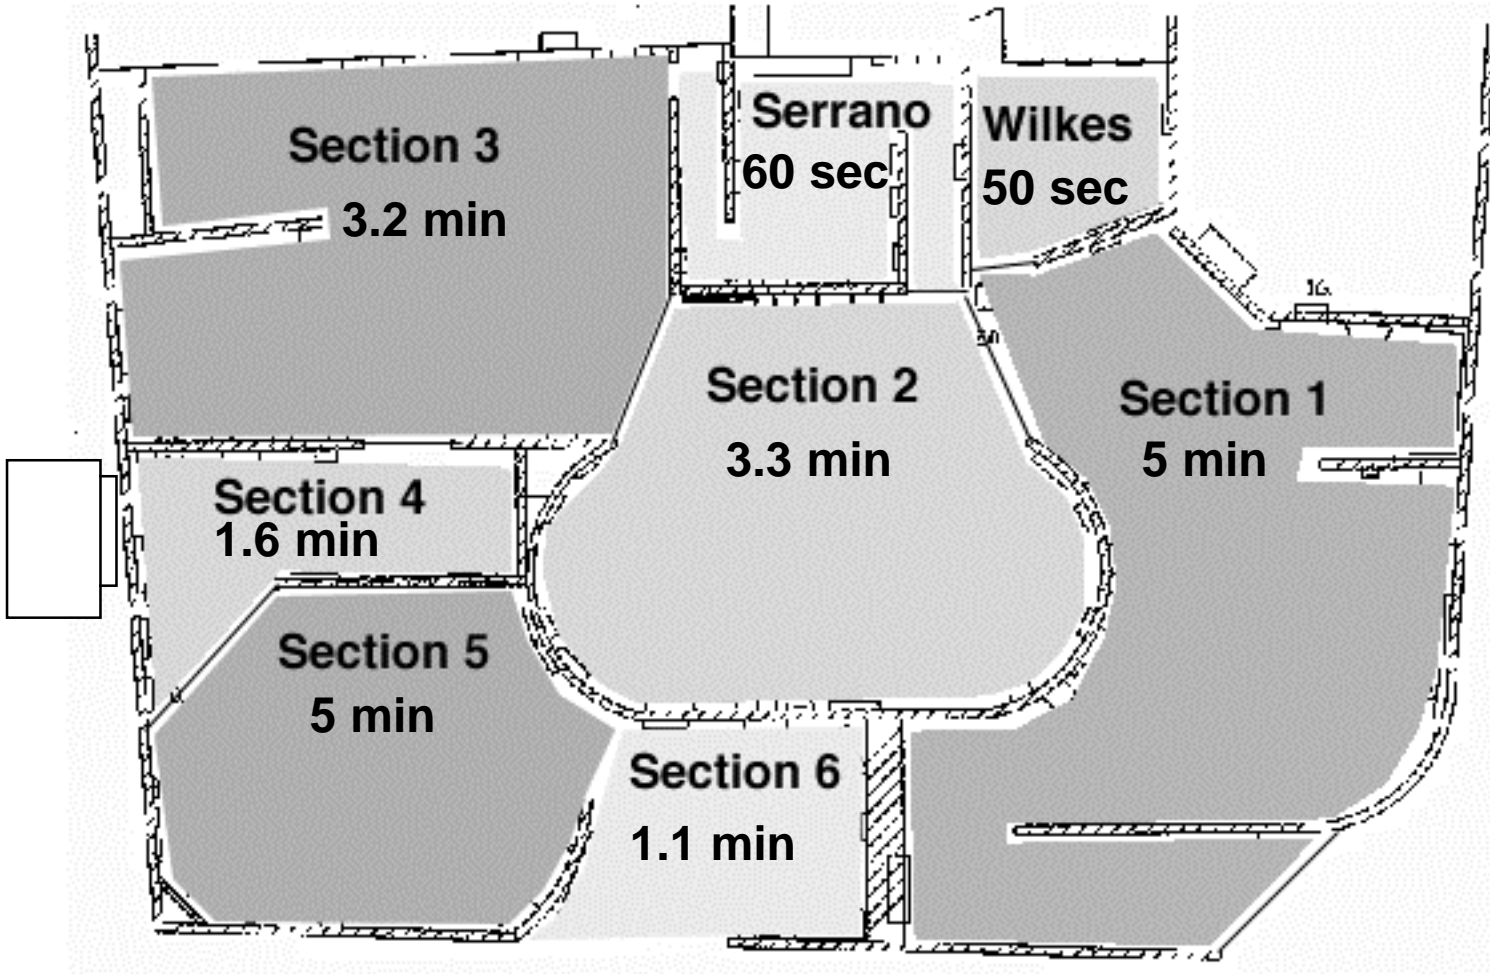 Serrano
60 sec
Wilkes
50 sec
Section 3
3.2 min
Section 2
3.3 min
Section 1
5 min
Section 4
1.6 min
Section 5
5 min
Section 6
1.1 min